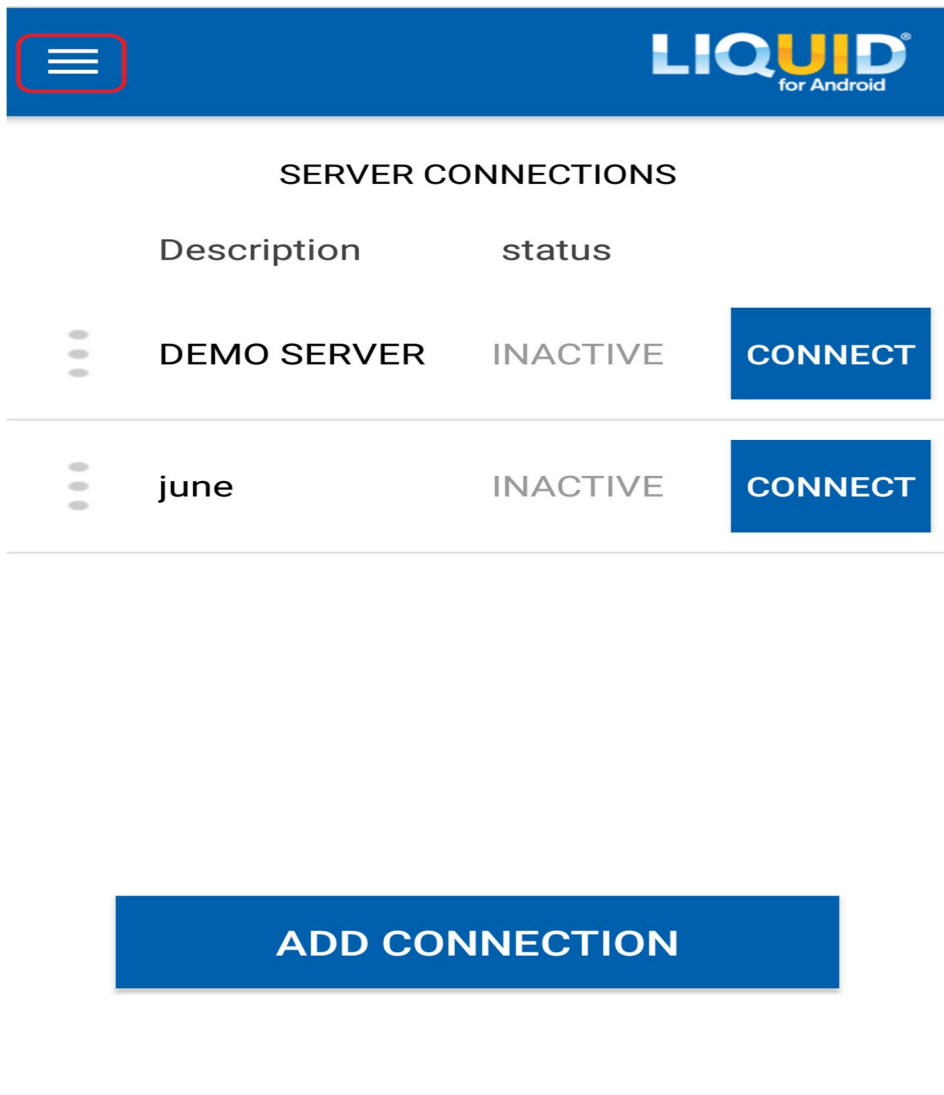 LIQUID®
for Android
SERVER CONNECTIONS
Description status
DEMO SERVER INACTIVE CONNECT
june INACTIVE CONNECT
ADD CONNECTION